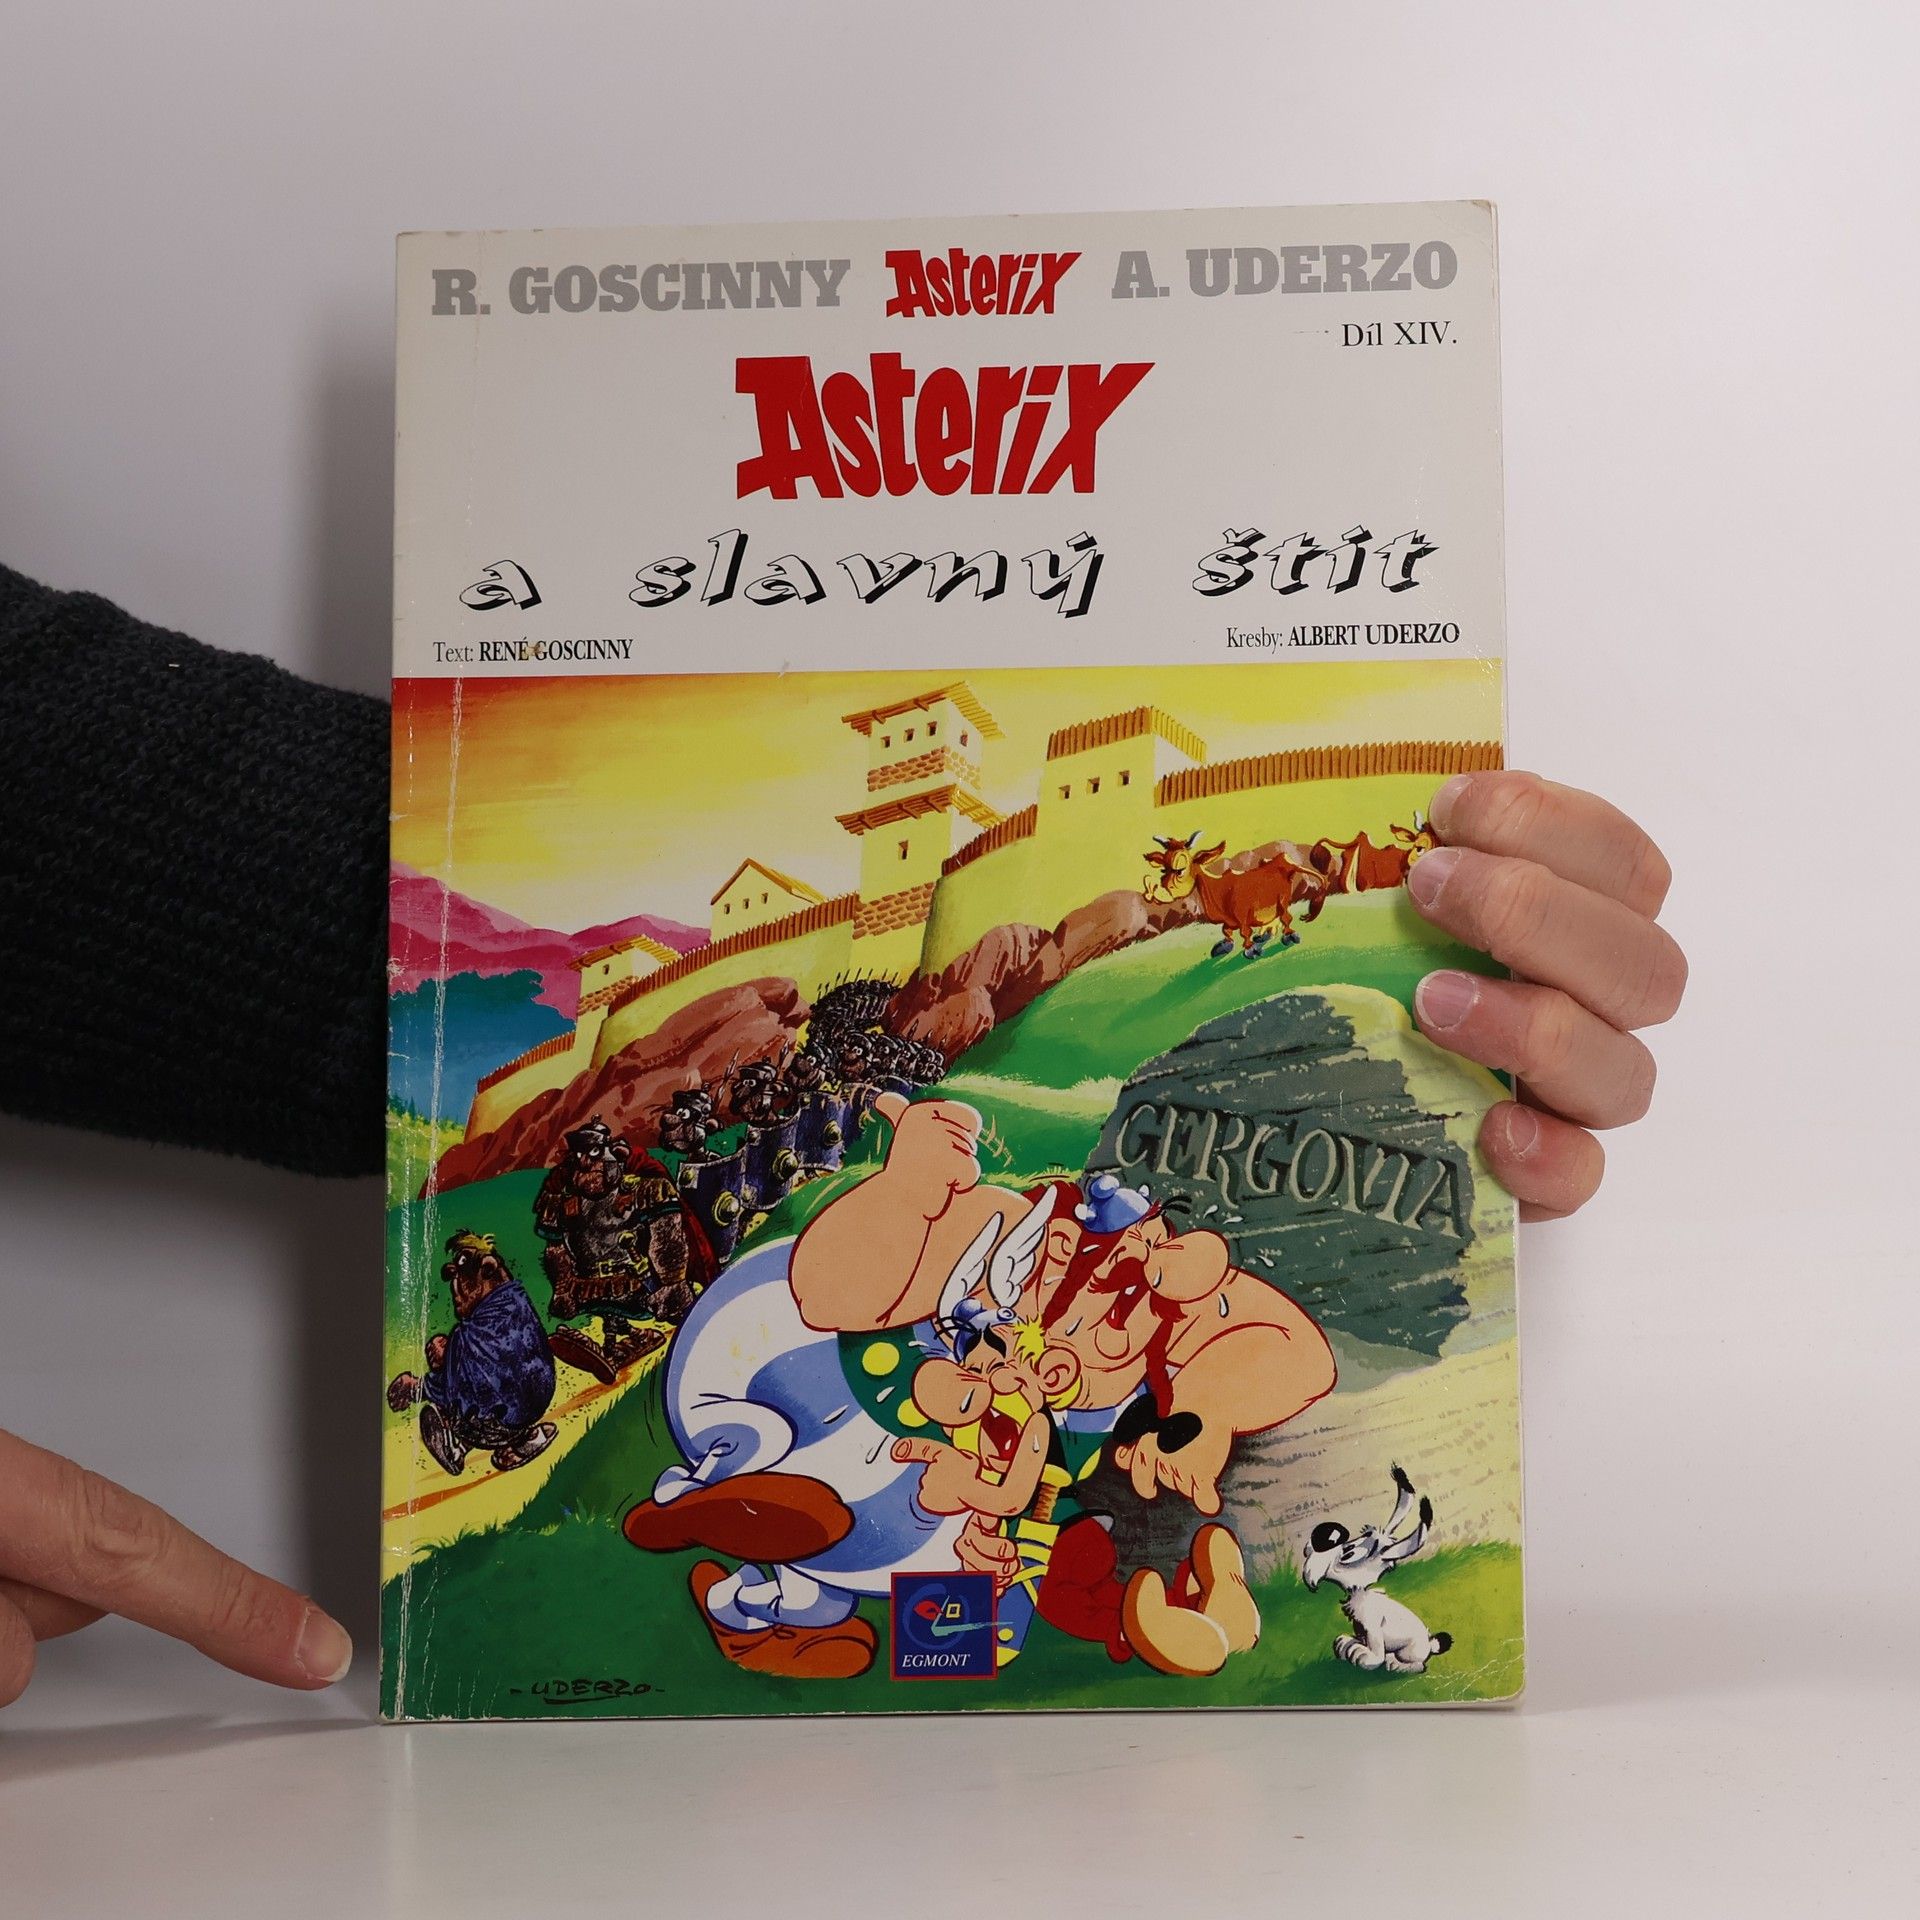 R. GOSCINNY Asterix A. UDERZO
Díl XIV.
Asterix
a slavný štít
Text: RENÉ GOSCINNY Kresby: ALBERT UDERZO
GERGOVIA
EGMONT
-UDERZO-